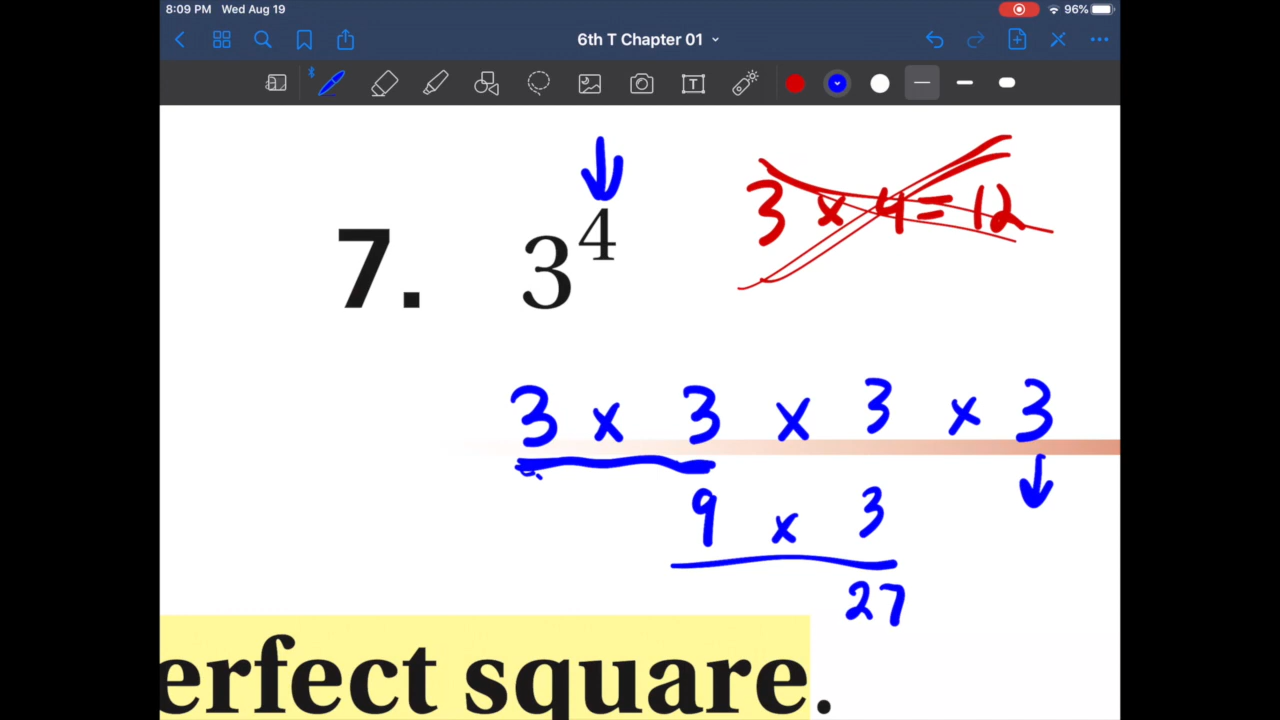 8:09 PM Wed Aug 19
96%
6th T Chapter 01
T
7. 3⁴
3 x 4 = 12
3 x 3 x 3 x 3
9 x 3
27
erfect square.